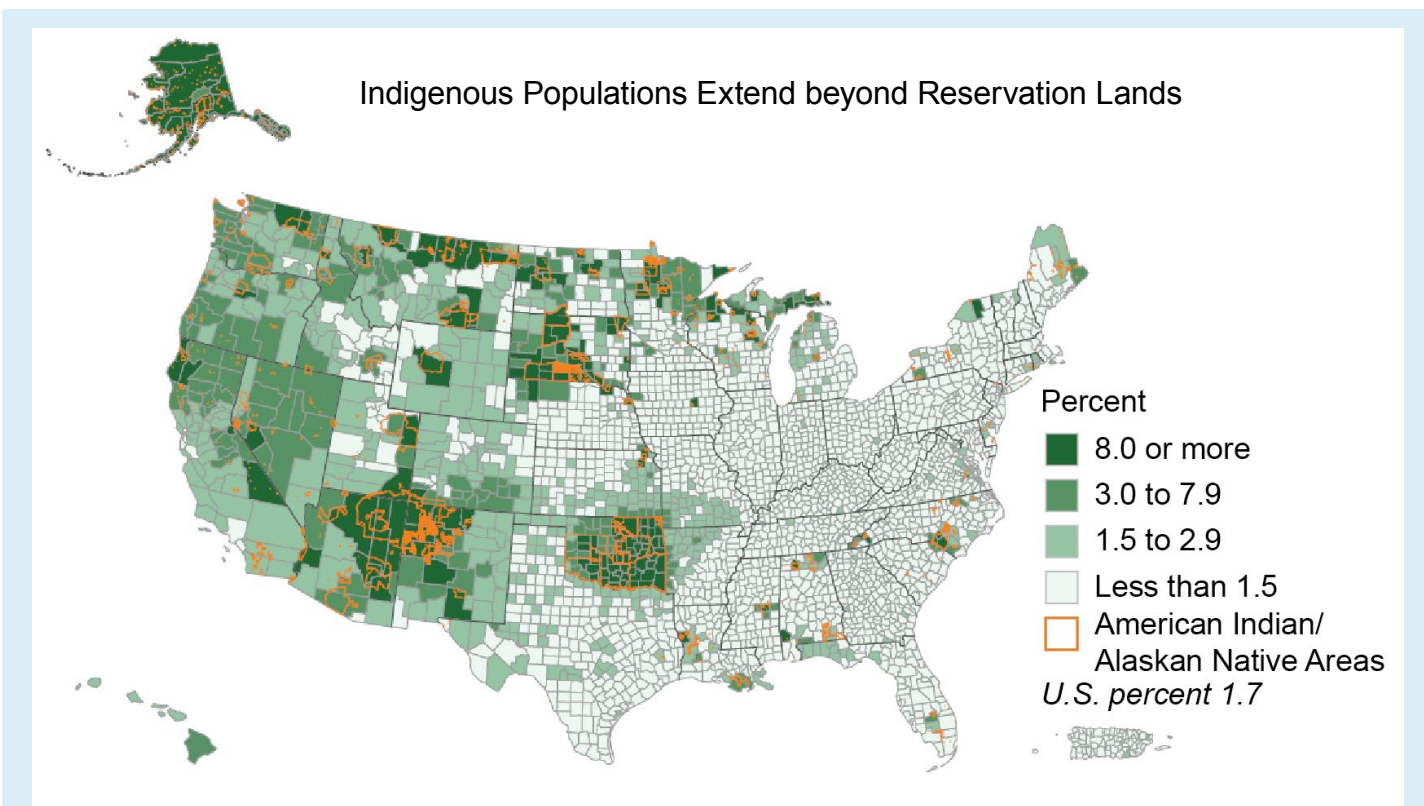 Indigenous Populations Extend beyond Reservation Lands
Percent
8.0 or more
3.0 to 7.9
1.5 to 2.9
Less than 1.5
American Indian/
Alaskan Native Areas
U.S. percent 1.7